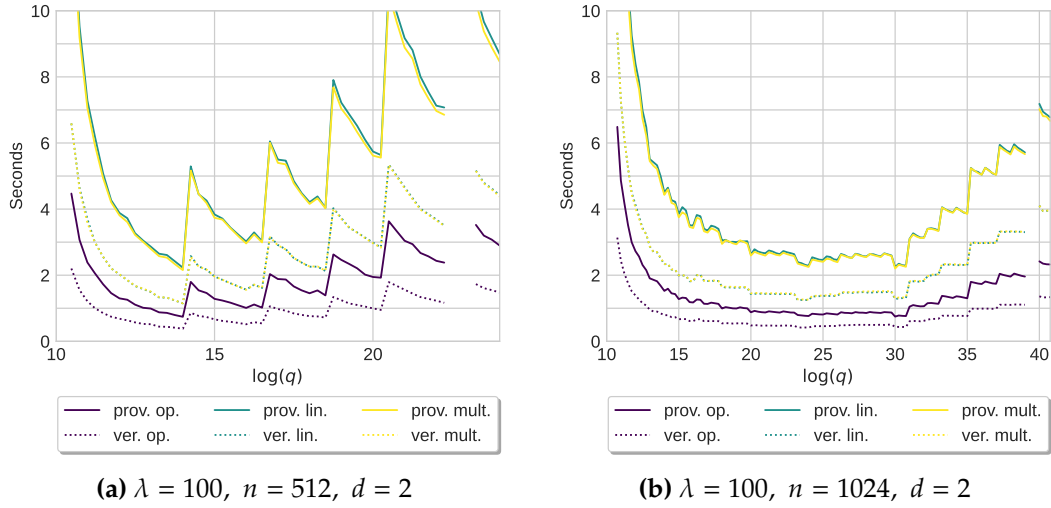 10
8
6
4
2
0
Seconds
10
15
20
log(q)
prov. op.
prov. lin.
prov. mult.
ver. op.
ver. lin.
ver. mult.
(a) λ = 100, n = 512, d = 2
10
8
6
4
2
0
Seconds
10
15
20
25
30
35
40
log(q)
prov. op.
prov. lin.
prov. mult.
ver. op.
ver. lin.
ver. mult.
(b) λ = 100, n = 1024, d = 2